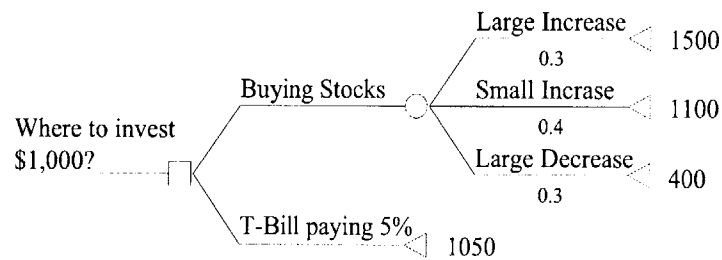 Large Increase
1500
0.3
Buying Stocks
Small Incrase
1100
0.4
Where to invest
$1,000?
Large Decrease
400
0.3
T-Bill paying 5%
1050